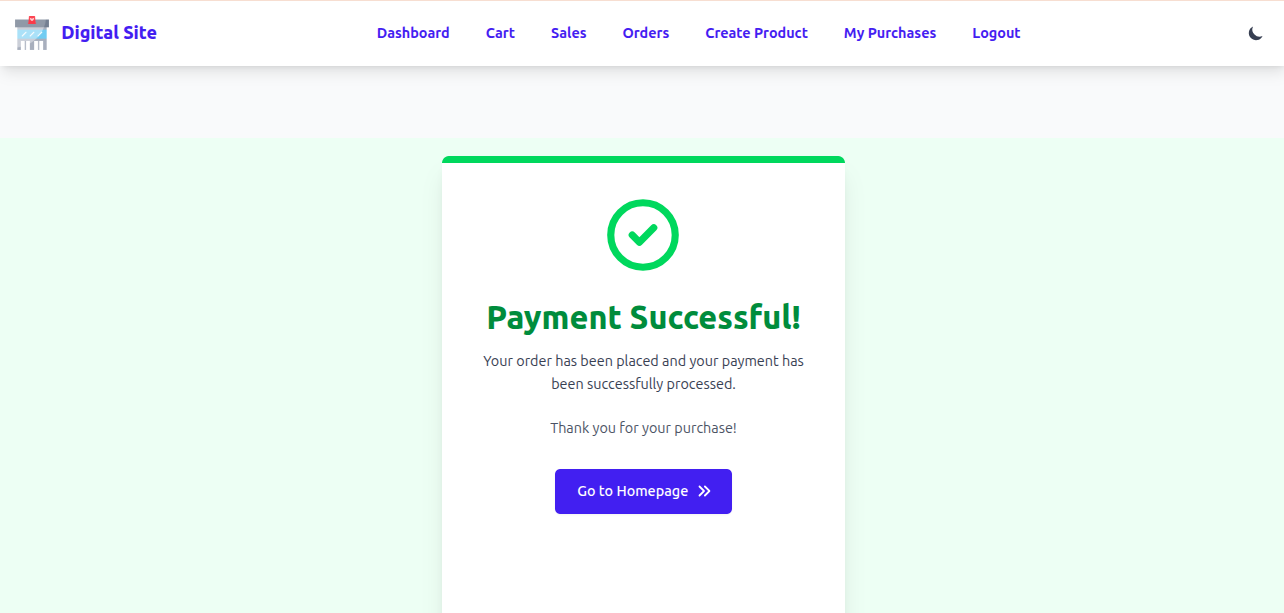 Digital Site
Dashboard
Cart
Sales
Orders
Create Product
My Purchases
Logout
Payment Successful!
Your order has been placed and your payment has
been successfully processed.
Thank you for your purchase!
Go to Homepage »